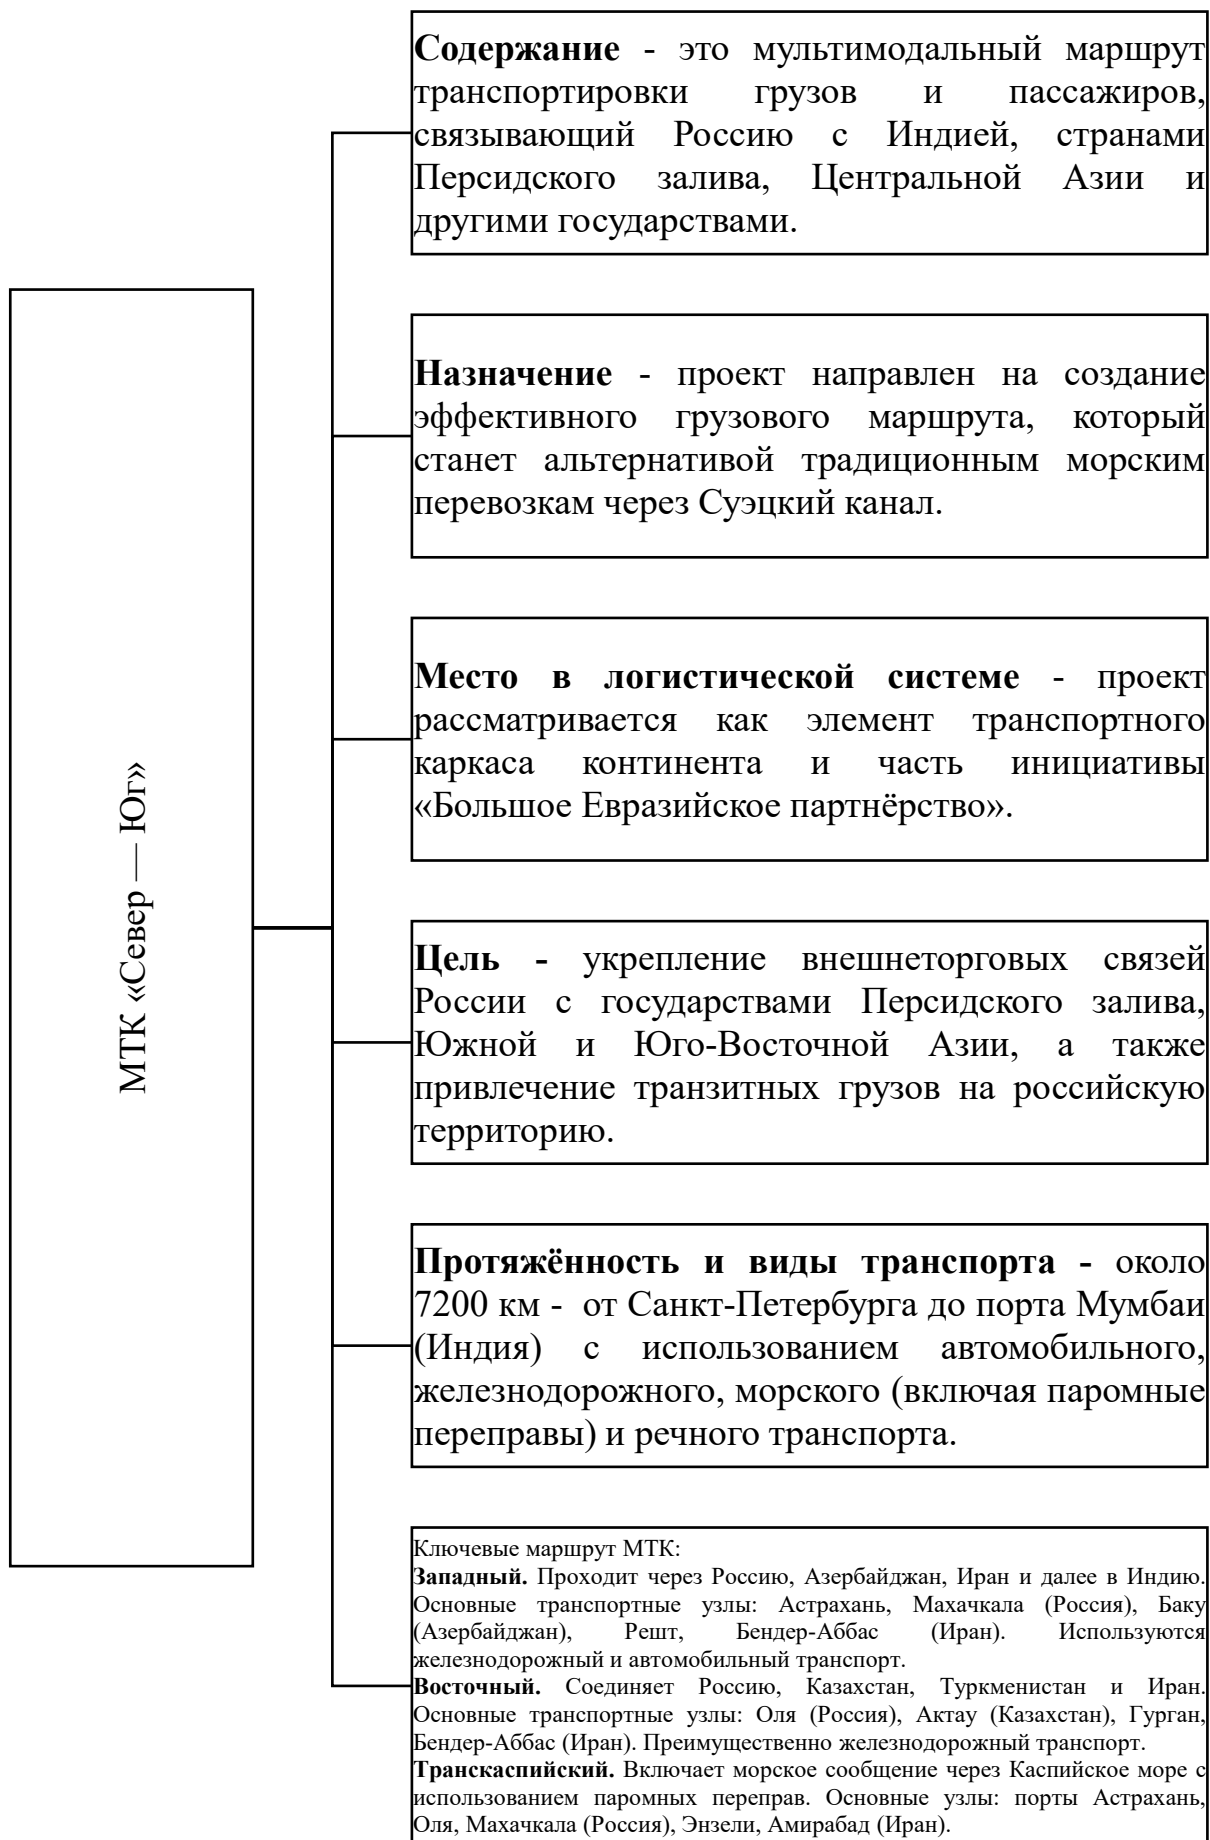 Содержание - это мультимодальный маршрут
транспортировки грузов и пассажиров,
связывающий Россию с Индией, странами
Персидского залива, Центральной Азии и
другими государствами.
МТК «Север — Юг»
Назначение - проект направлен на создание
эффективного грузового маршрута, который
станет альтернативой традиционным морским
перевозкам через Суэцкий канал.
Место в логистической системе - проект
рассматривается как элемент транспортного
каркаса континента и часть инициативы
«Большое Евразийское партнёрство».
Цель - укрепление внешнеторговых связей
России с государствами Персидского залива,
Южной и Юго-Восточной Азии, а также
привлечение транзитных грузов на российскую
территорию.
Протяжённость и виды транспорта - около
7200 км - от Санкт-Петербурга до порта Мумбаи
(Индия) с использованием автомобильного,
железнодорожного, морского (включая паромные
переправы) и речного транспорта.
Ключевые маршрут МТК:
Западный. Проходит через Россию, Азербайджан, Иран и далее в Индию.
Основные транспортные узлы: Астрахань, Махачкала (Россия), Баку
(Азербайджан), Решт, Бендер-Аббас (Иран). Используются
железнодорожный и автомобильный транспорт.
Восточный. Соединяет Россию, Казахстан, Туркменистан и Иран.
Основные транспортные узлы: Оля (Россия), Актау (Казахстан), Гурган,
Бендер-Аббас (Иран). Преимущественно железнодорожный транспорт.
Транскаспийский. Включает морское сообщение через Каспийское море с
использованием паромных переправ. Основные узлы: порты Астрахань,
Оля, Махачкала (Россия), Энзели, Амирабад (Иран).